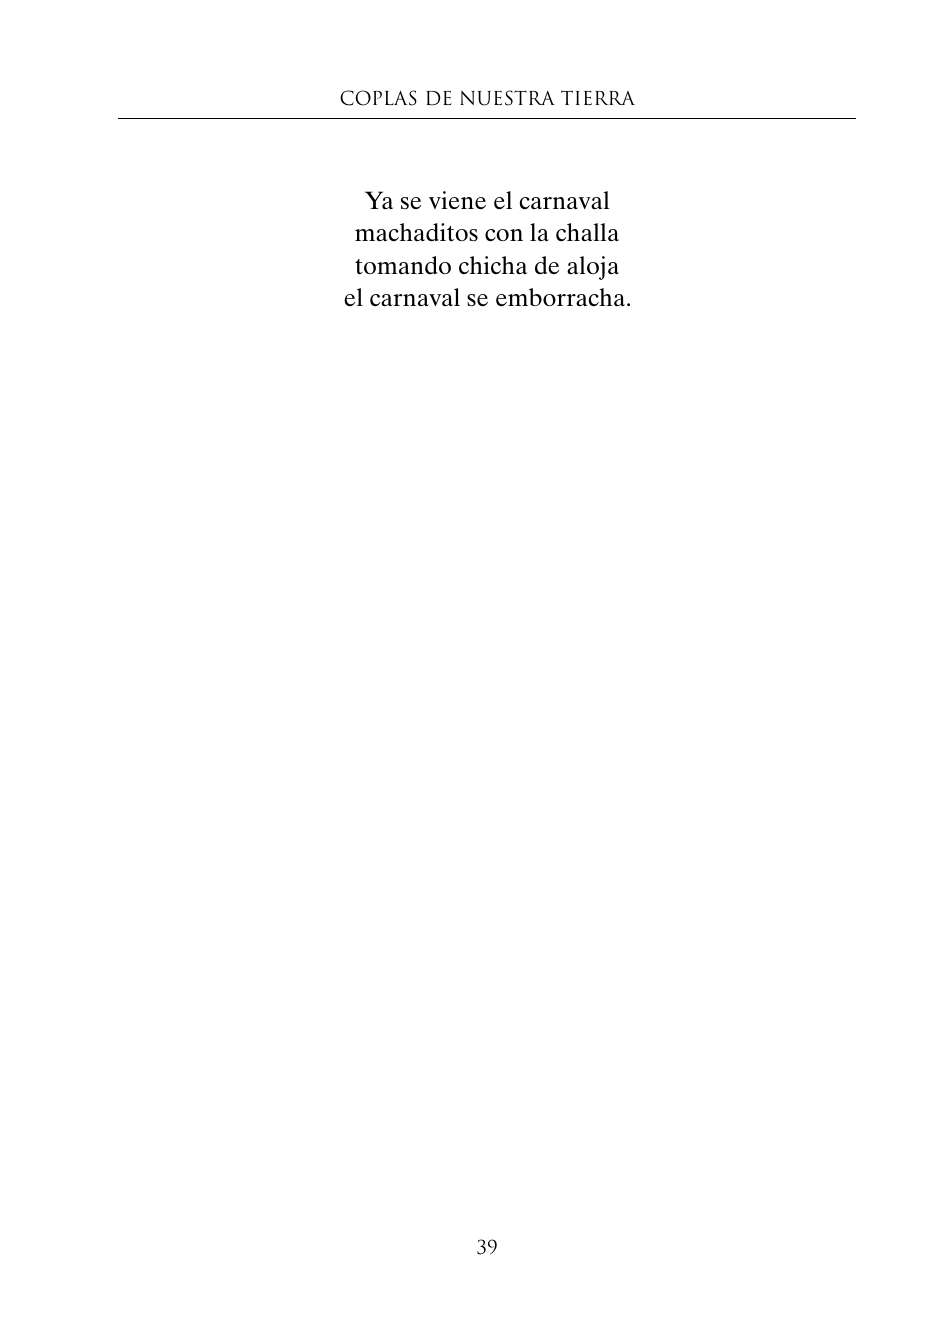 COPLAS DE NUESTRA TIERRA
Ya se viene el carnaval
machaditos con la challa
tomando chicha de aloja
el carnaval se emborracha.
39